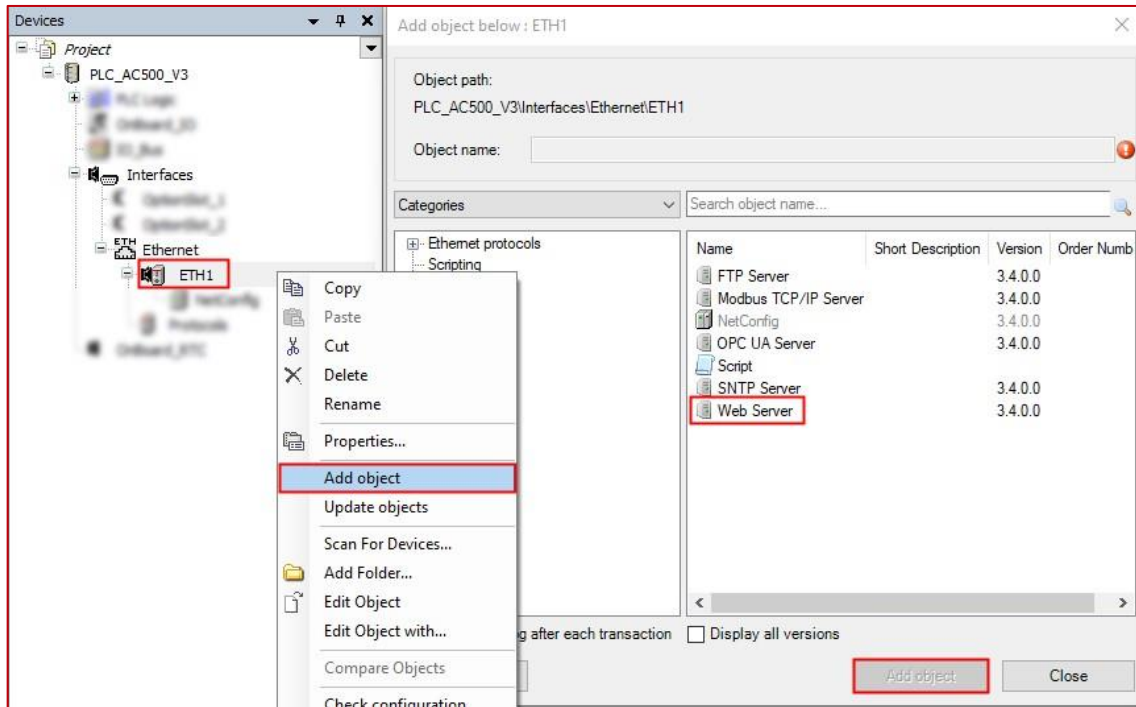 Devices
Project
PLC_AC500_V3
Interfaces
ETH Ethernet
ETH1
Copy
Paste
Cut
Delete
Rename
Properties...
Add object
Update objects
Scan For Devices...
Add Folder...
Edit Object
Edit Object with...
Compare Objects
Check configuration
Add object below : ETH1
Object path:
PLC_AC500_V3\Interfaces\Ethernet\ETH1
Object name:
Categories
Search object name...
Ethernet protocols
Scripting
Name Short Description Version Order Numb
FTP Server 3.4.0.0
Modbus TCP/IP Server 3.4.0.0
NetConfig 3.4.0.0
OPC UA Server 3.4.0.0
Script
SNTP Server 3.4.0.0
Web Server 3.4.0.0
g after each transaction Display all versions
Add object Close